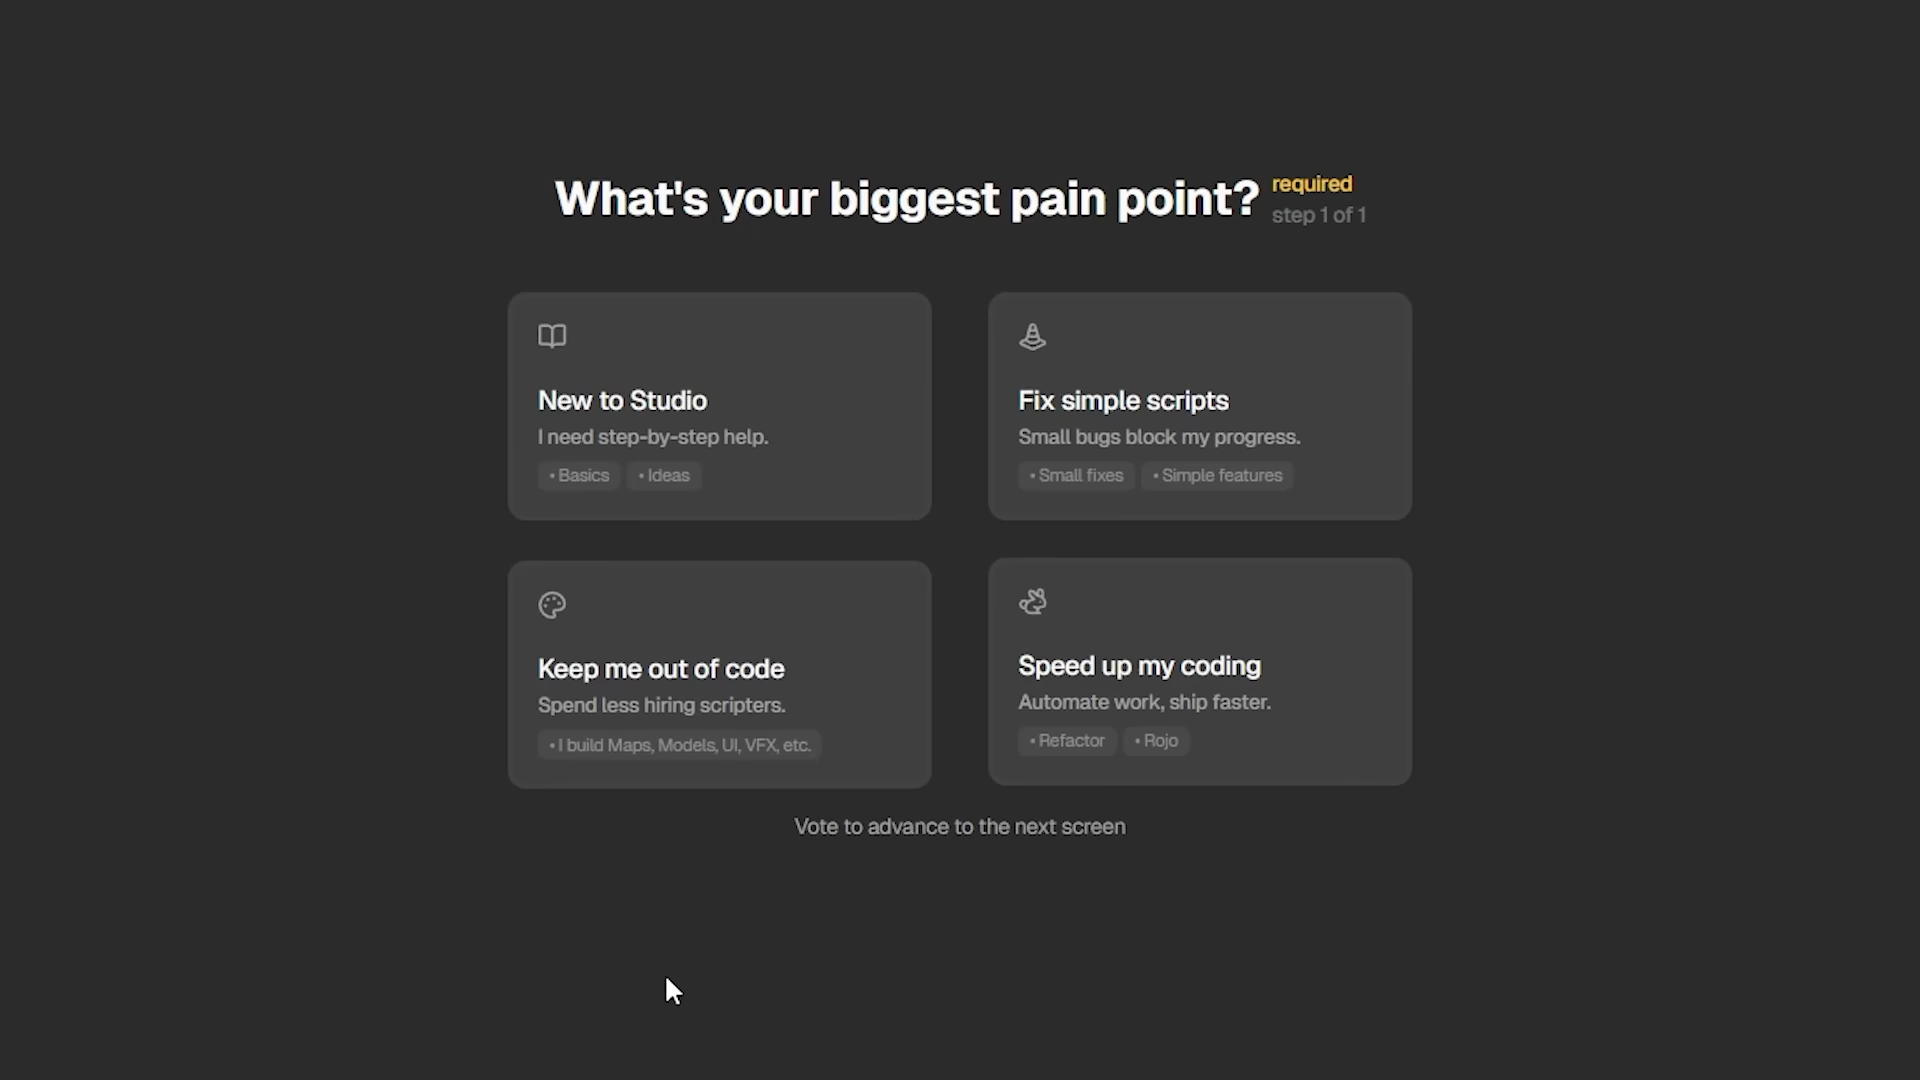 What's your biggest pain point?
required
step 1 of 1
New to Studio
I need step-by-step help.
• Basics • Ideas
Fix simple scripts
Small bugs block my progress.
• Small fixes • Simple features
Keep me out of code
Spend less hiring scripters.
• I build Maps, Models, UI, VFX, etc.
Speed up my coding
Automate work, ship faster.
• Refactor • Rojo
Vote to advance to the next screen